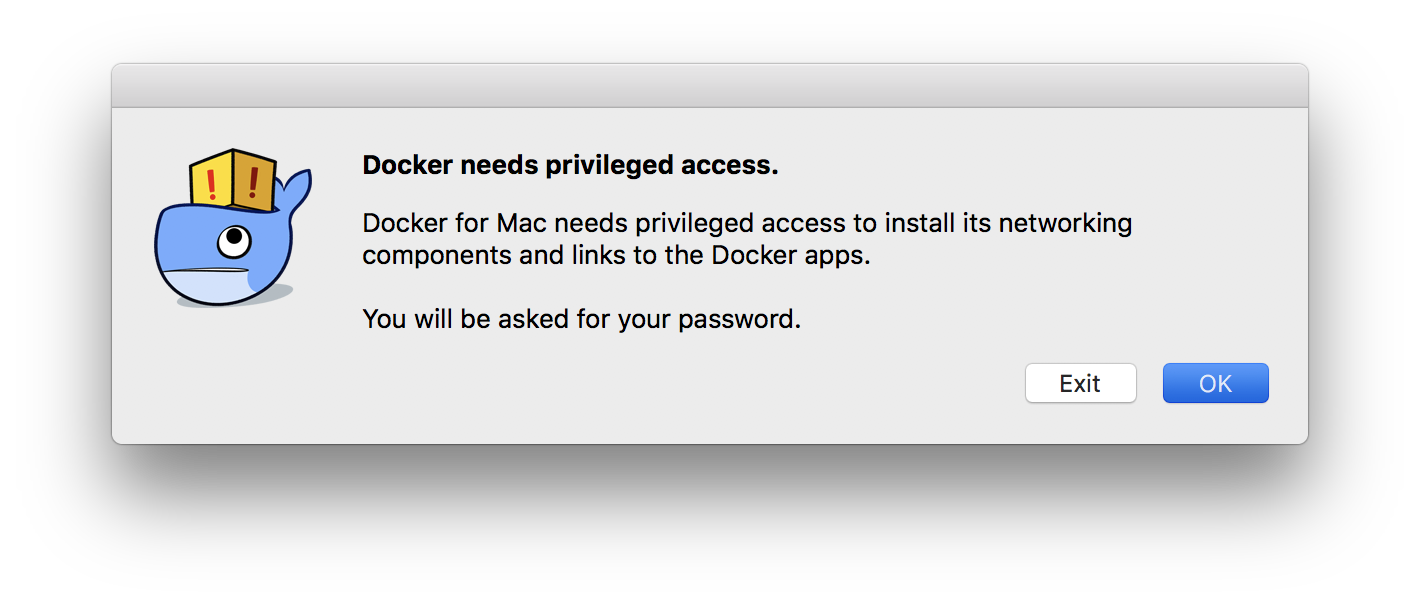 Docker needs privileged access.
Docker for Mac needs privileged access to install its networking
components and links to the Docker apps.
You will be asked for your password.
Exit
OK
! !